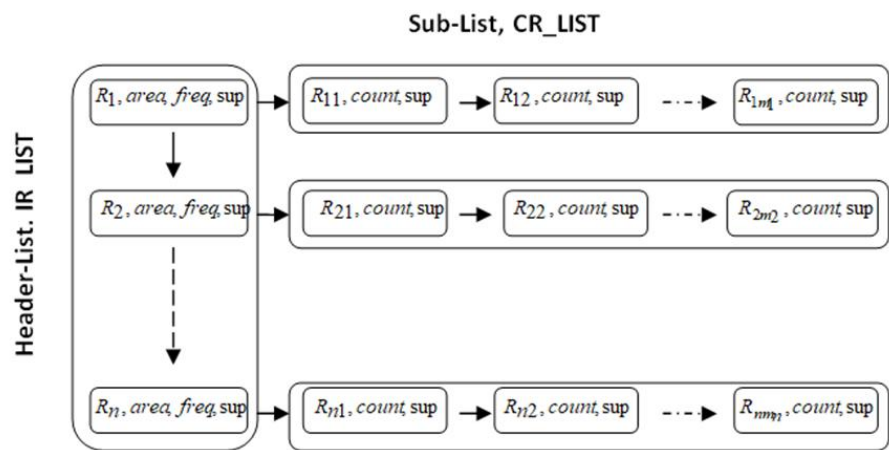 Sub-List, CR_LIST
Header-List. IR LIST
R1, area, freq, sup
R11, count, sup
R12, count, sup
R1m1, count, sup
R2, area, freq, sup
R21, count, sup
R22, count, sup
R2m2, count, sup
Rn, area, freq, sup
Rn1, count, sup
Rn2, count, sup
Rnmn, count, sup